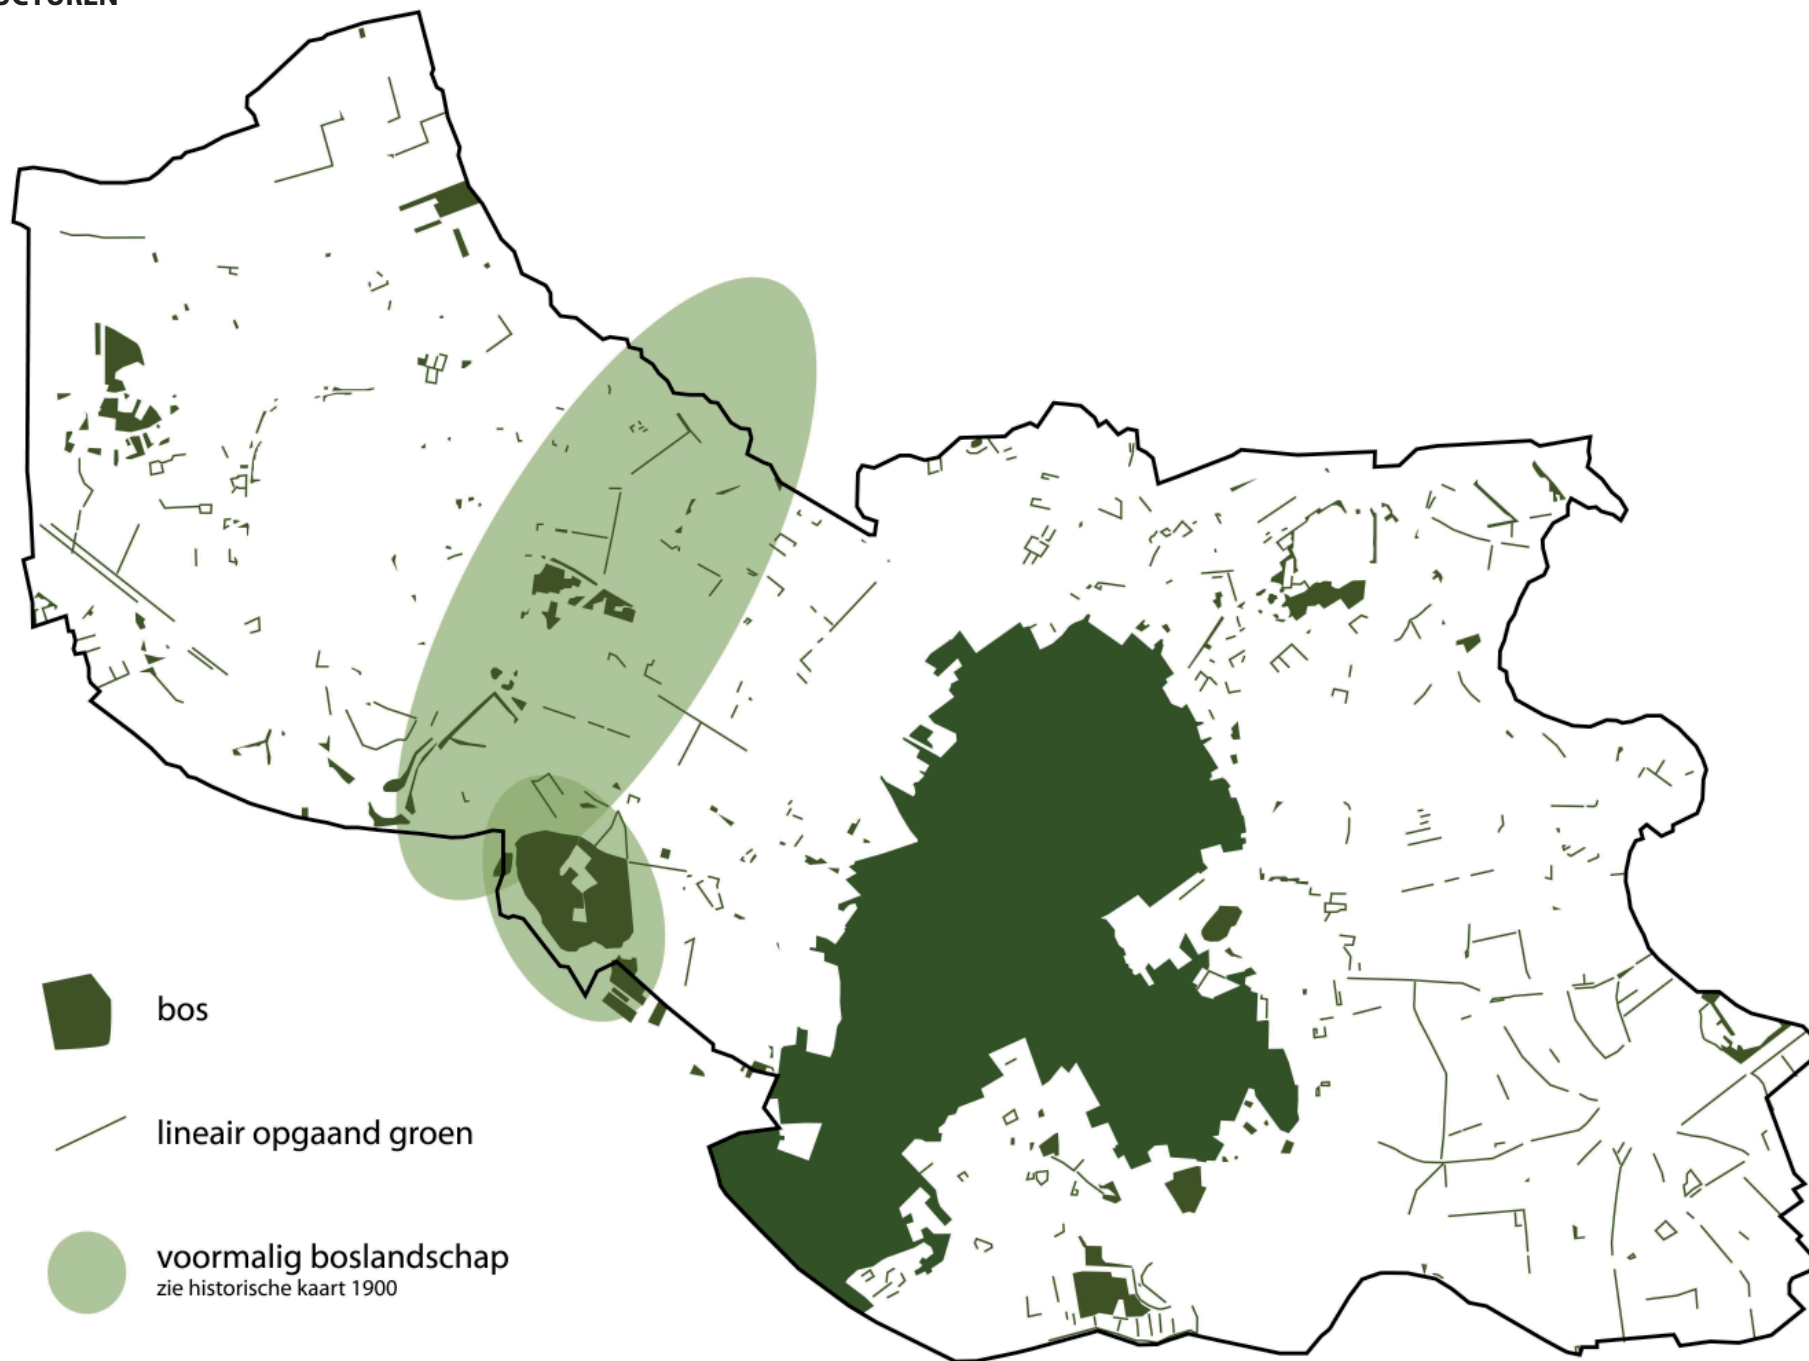 bos
lineair opgaand groen
voormalig boslandschap
zie historische kaart 1900